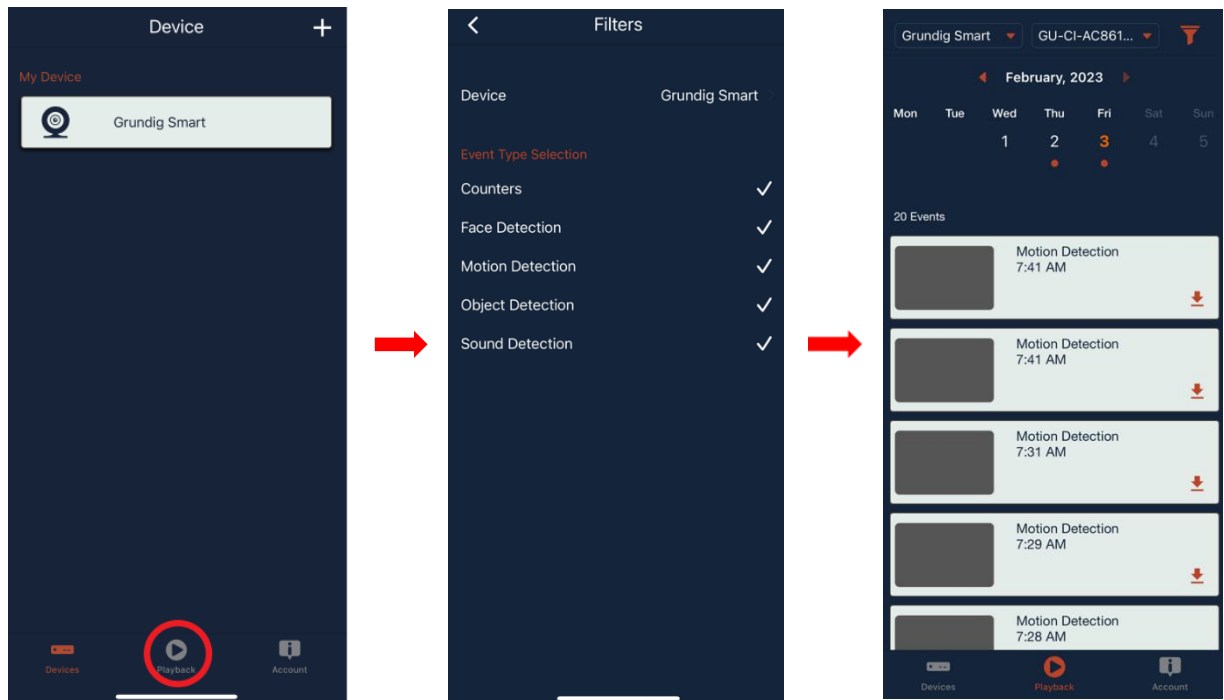 Device
+
My Device
Grundig Smart
Devices
Playback
Account
Filters
Device Grundig Smart
Event Type Selection
Counters
Face Detection
Motion Detection
Object Detection
Sound Detection
Grundig Smart GU-CI-AC861...
February, 2023
Mon Tue Wed Thu Fri Sat Sun
1 2 3 4 5
20 Events
Motion Detection
7:41 AM
Motion Detection
7:41 AM
Motion Detection
7:31 AM
Motion Detection
7:29 AM
Motion Detection
7:28 AM
Devices
Playback
Account